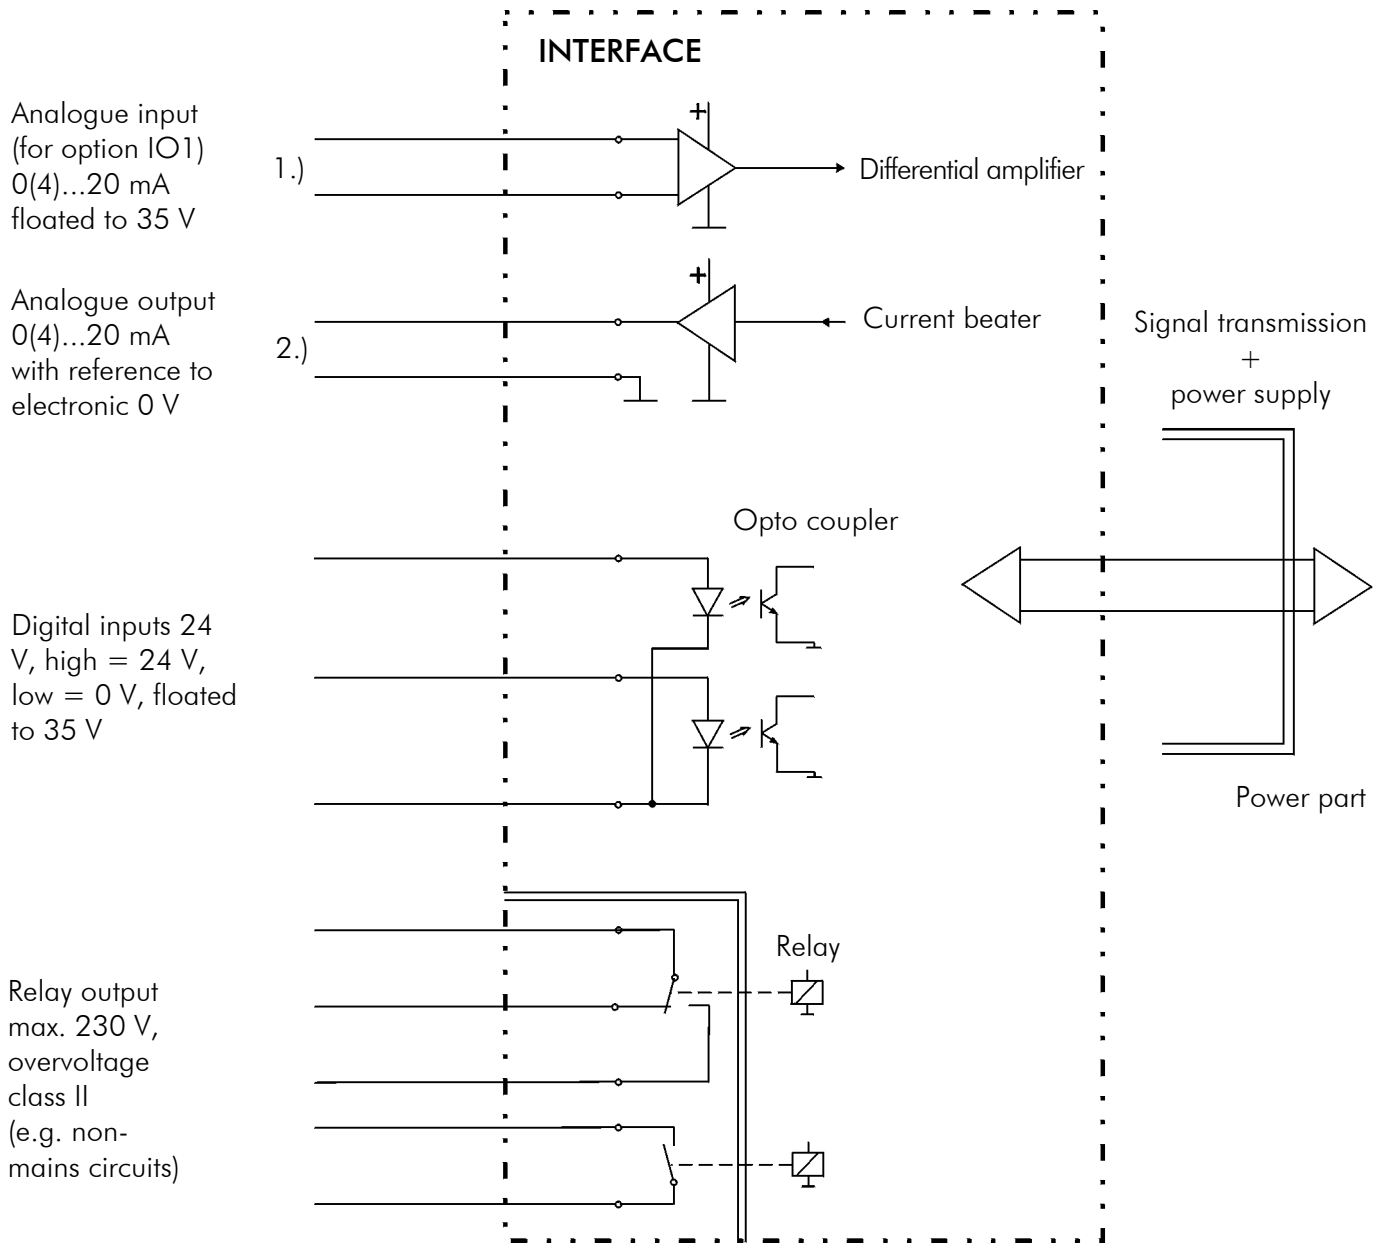 INTERFACE
Analogue input
(for option IO1)
0(4)...20 mA
floated to 35 V
1.)
+
Differential amplifier
Analogue output
0(4)...20 mA
with reference to
electronic 0 V
2.)
+
Current beater
Signal transmission
+
power supply
Opto coupler
Digital inputs 24
V, high = 24 V,
low = 0 V, floated
to 35 V
Power part
Relay
Relay output
max. 230 V,
overvoltage
class II
(e.g. non-
mains circuits)